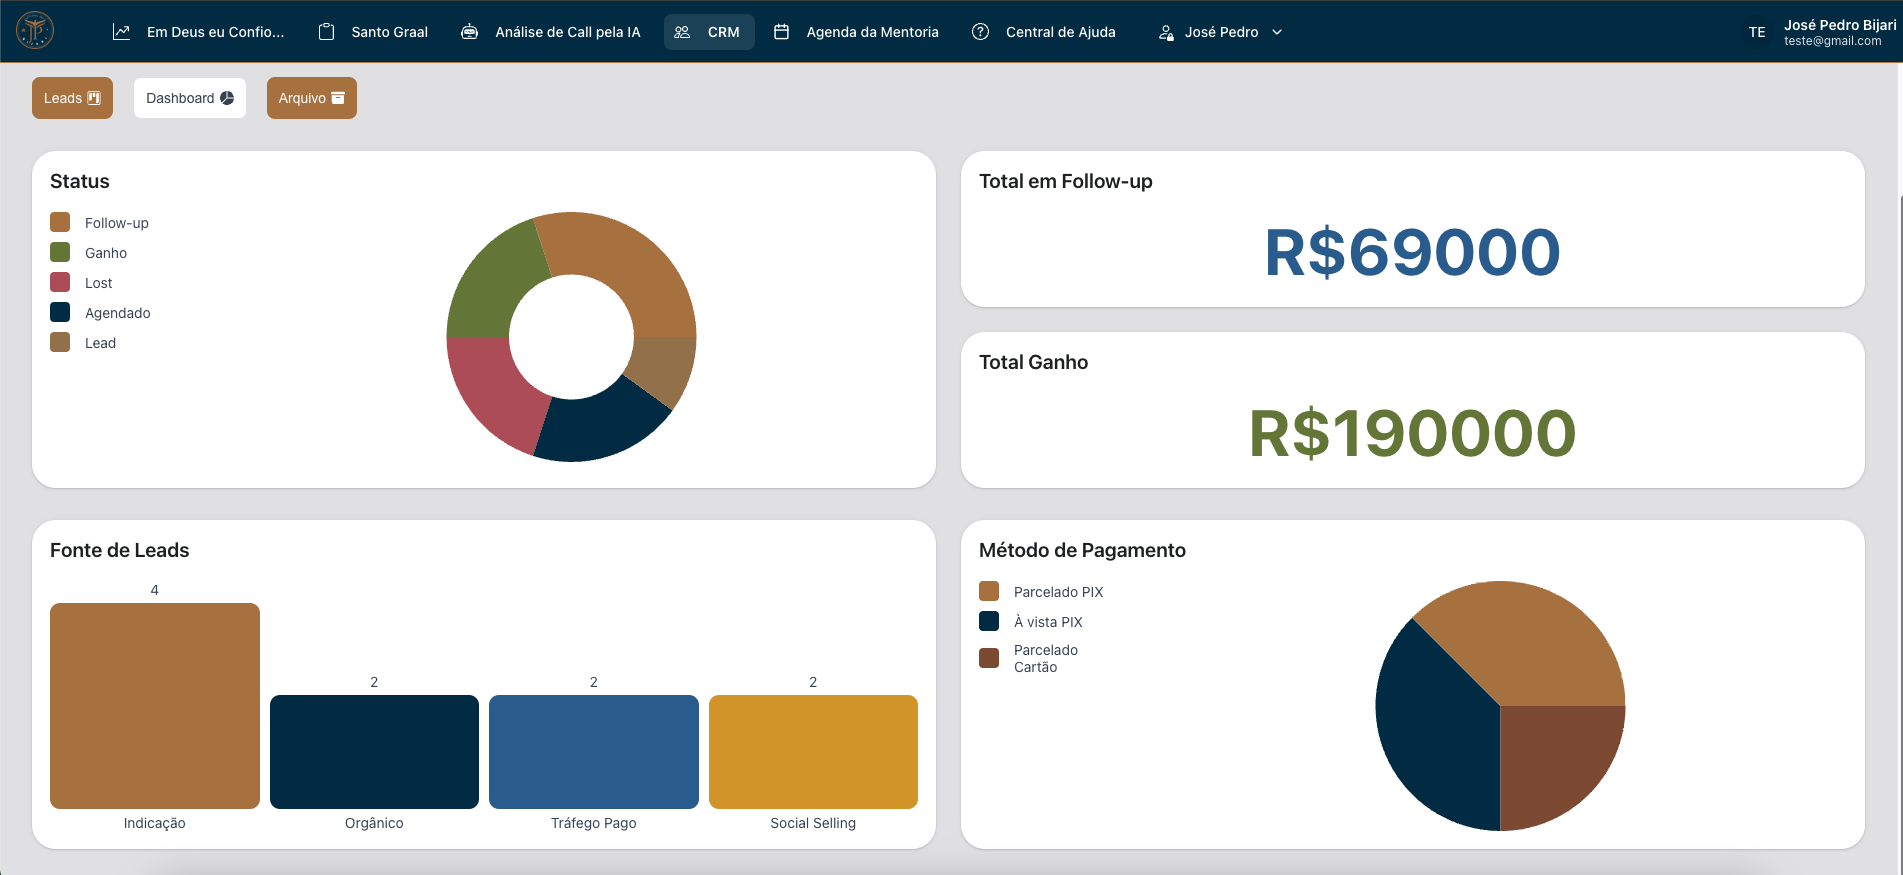 Em Deus eu Confio...
Santo Graal
Análise de Call pela IA
CRM
Agenda da Mentoria
Central de Ajuda
José Pedro
TE
José Pedro Bijari
teste@gmail.com
Leads
Dashboard
Arquivo
Status
Follow-up
Ganho
Lost
Agendado
Lead
Total em Follow-up
R$69000
Total Ganho
R$190000
Fonte de Leads
4
2
2
2
Indicação
Orgânico
Tráfego Pago
Social Selling
Método de Pagamento
Parcelado PIX
À vista PIX
Parcelado
Cartão